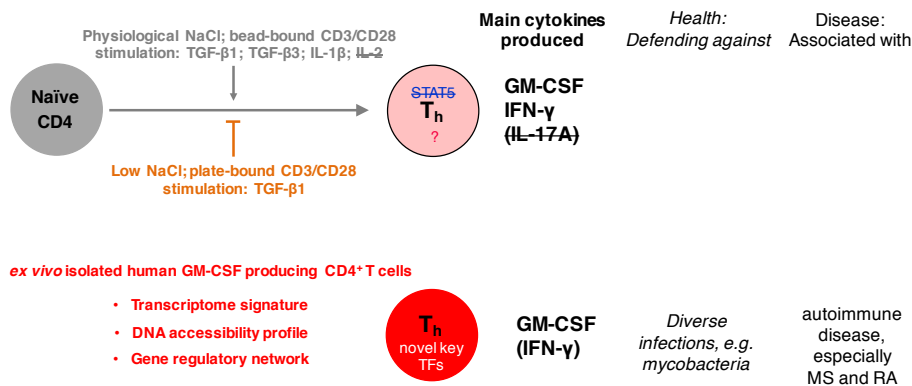 Main cytokines
produced
Health:
Defending against
Disease:
Associated with
Physiological NaCl; bead-bound CD3/CD28
stimulation: TGF-β1; TGF-β3; IL-1β; IL-2
Naïve
CD4
STAT5
Th
?
GM-CSF
IFN-γ
(IL-17A)
Low NaCl; plate-bound CD3/CD28
stimulation: TGF-β1
ex vivo isolated human GM-CSF producing CD4+ T cells
• Transcriptome signature
• DNA accessibility profile
• Gene regulatory network
Th
novel key
TFs
GM-CSF
(IFN-γ)
Diverse
infections, e.g.
mycobacteria
autoimmune
disease,
especially
MS and RA